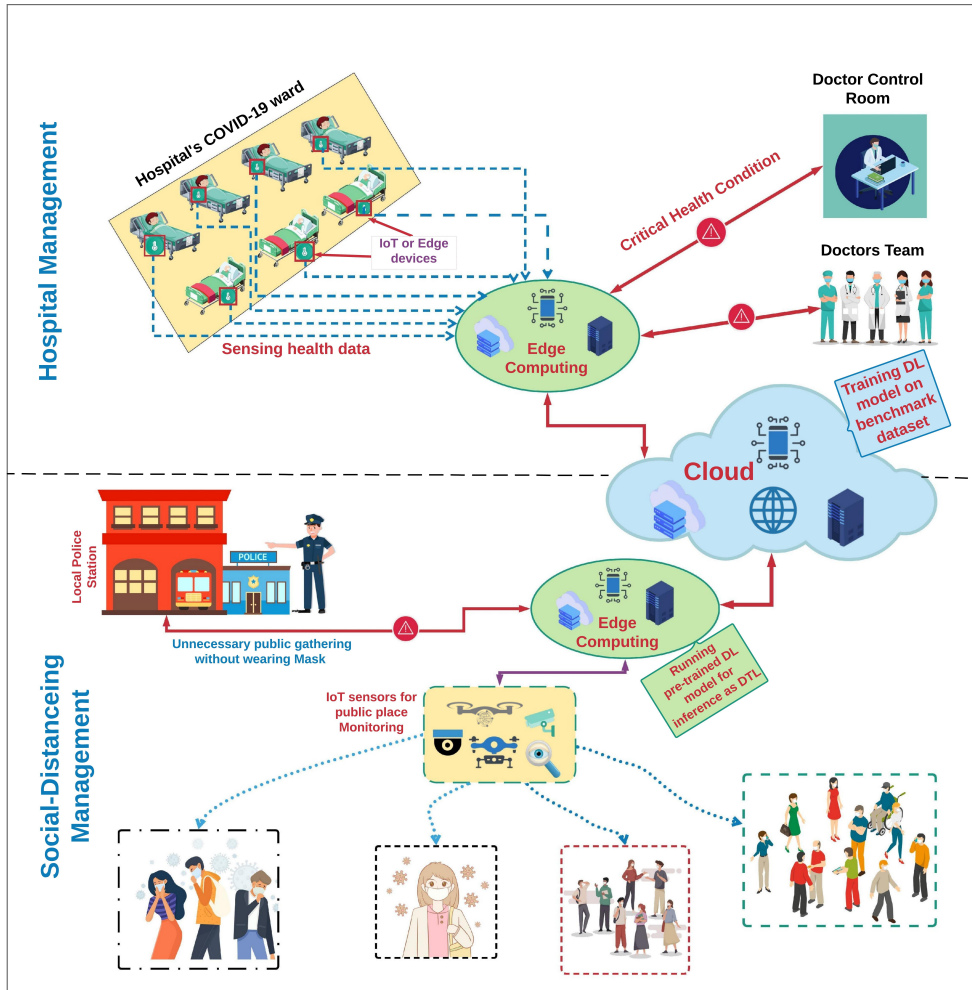 Hospital Management
Hospital's COVID-19 ward
IoT or Edge
devices
Sensing health data
Edge
Computing
Critical Health Condition
Doctor Control
Room
Doctors Team
Training DL
model on
benchmark
dataset
Cloud
Social-Distanceing
Management
Local Police
Station
POLICE
Unnecessary public gathering
without wearing Mask
Edge
Computing
Running
pre-trained DL
model for
inference as DTL
IoT sensors for
public place
Monitoring